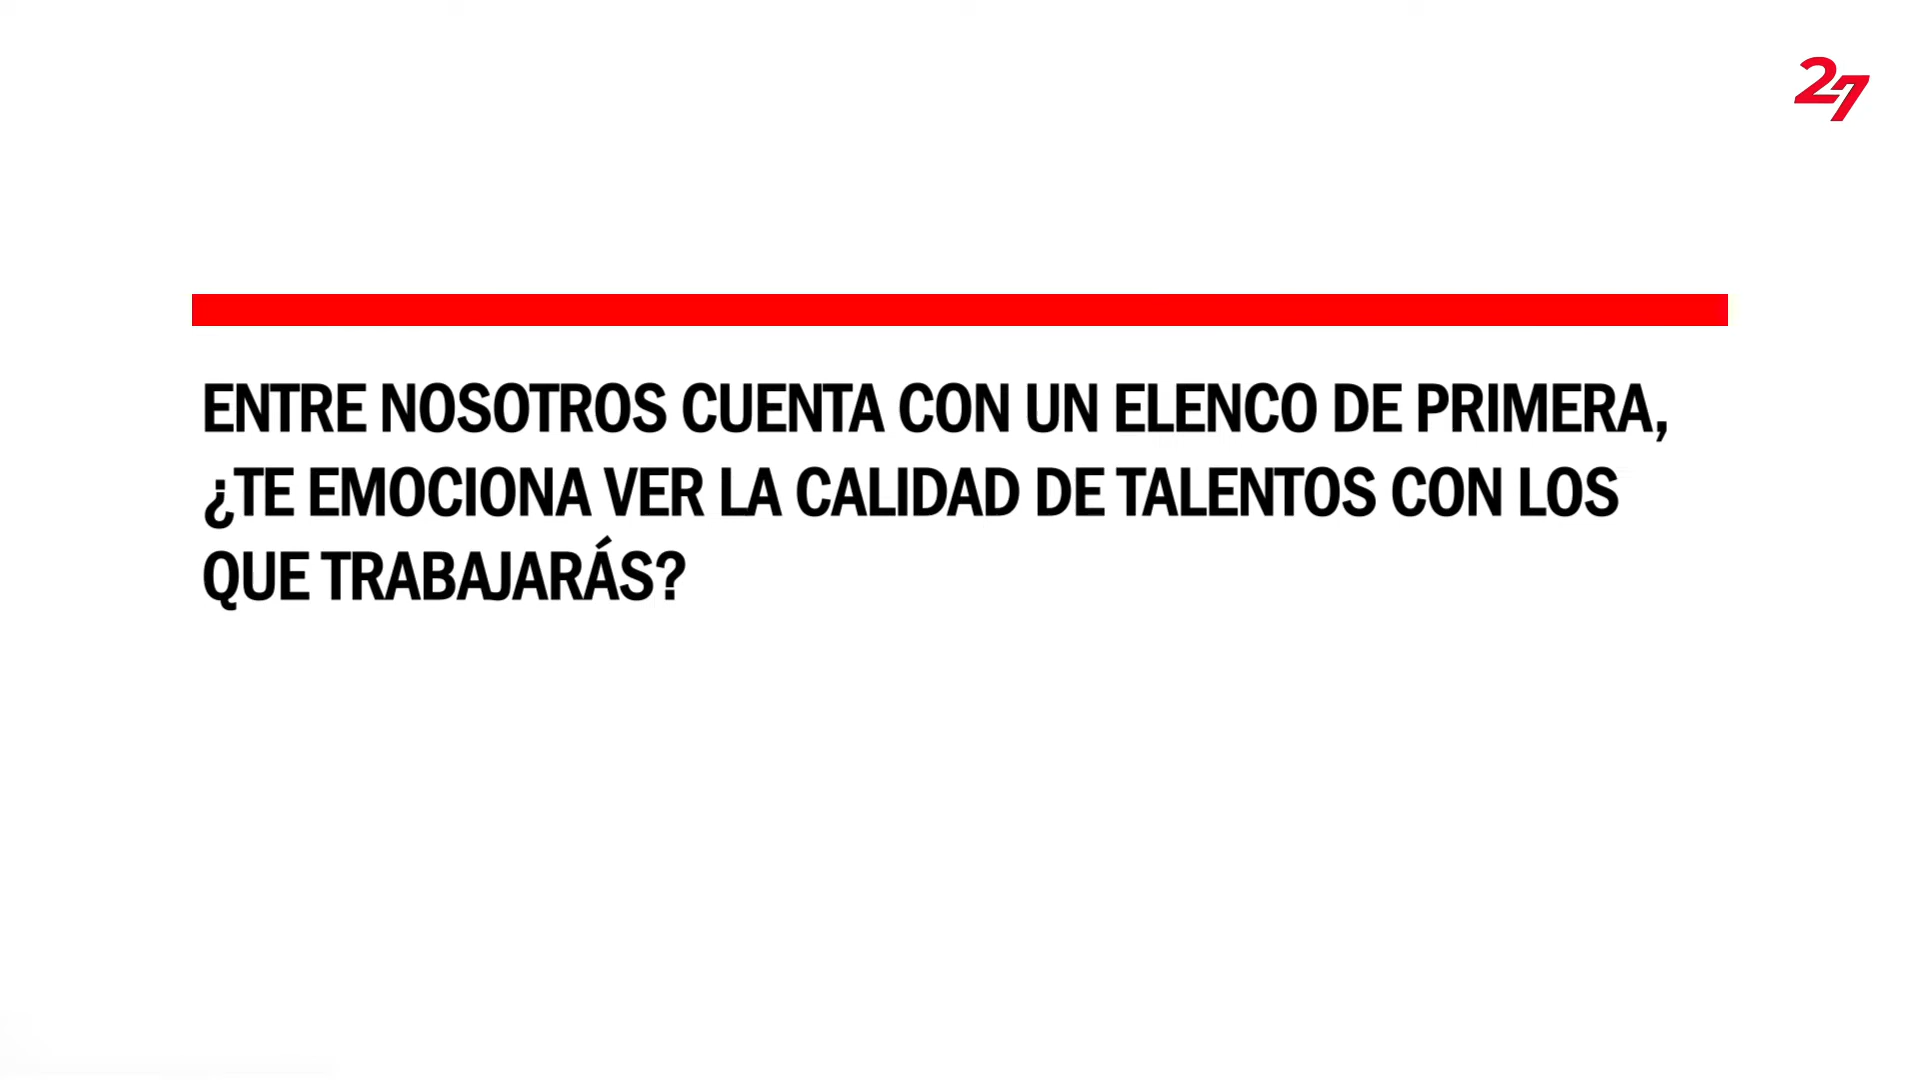 27
ENTRE NOSOTROS CUENTA CON UN ELENCO DE PRIMERA,
¿TE EMOCIONA VER LA CALIDAD DE TALENTOS CON LOS
QUE TRABAJARÁS?